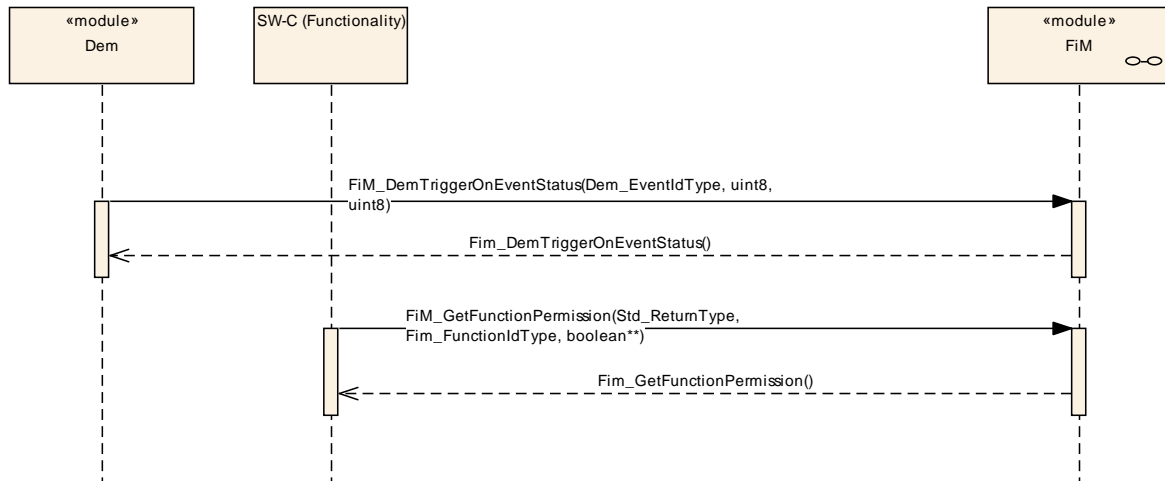 «module»
Dem
SW-C (Functionality)
«module»
FiM
FiM_DemTriggerOnEventStatus(Dem_EventIdType, uint8,
uint8)
Fim_DemTriggerOnEventStatus()
FiM_GetFunctionPermission(Std_ReturnType,
Fim_FunctionIdType, boolean**)
Fim_GetFunctionPermission()